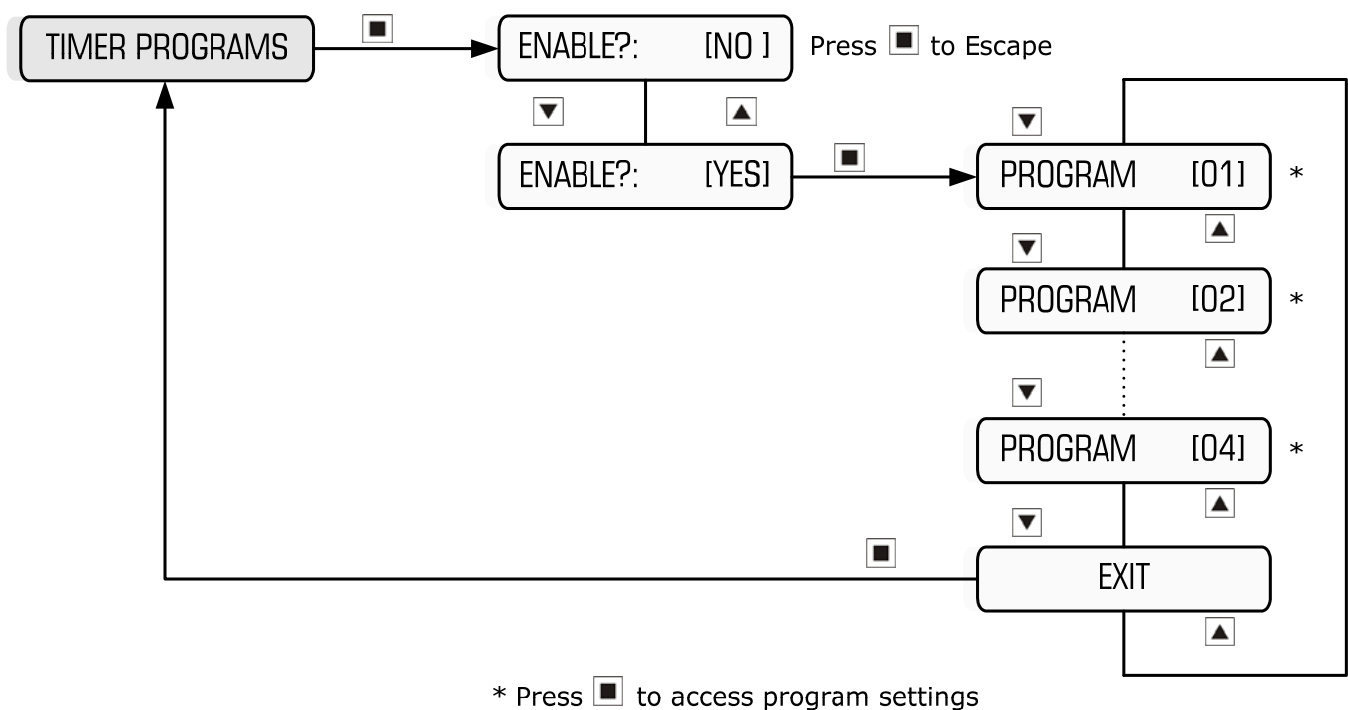 TIMER PROGRAMS
ENABLE?: [NO ]
Press ■ to Escape
▼ ▲
ENABLE?: [YES]
PROGRAM [01] *
PROGRAM [02] *
PROGRAM [04] *
EXIT
* Press ■ to access program settings